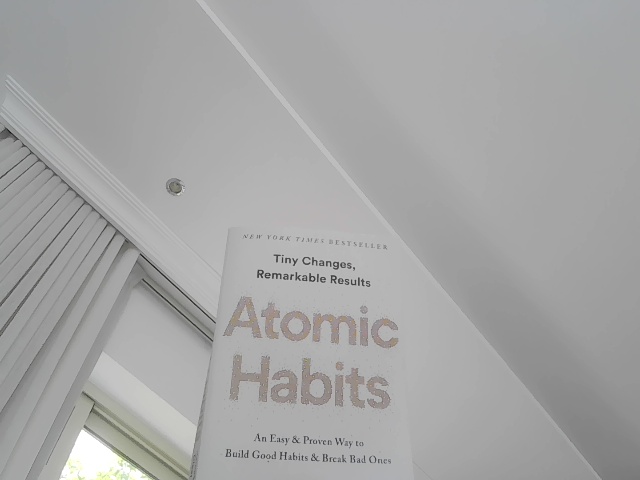 NEW YORK TIMES BESTSELLER
Tiny Changes,
Remarkable Results
Atomic
Habits
An Easy & Proven Way to
Build Good Habits & Break Bad Ones